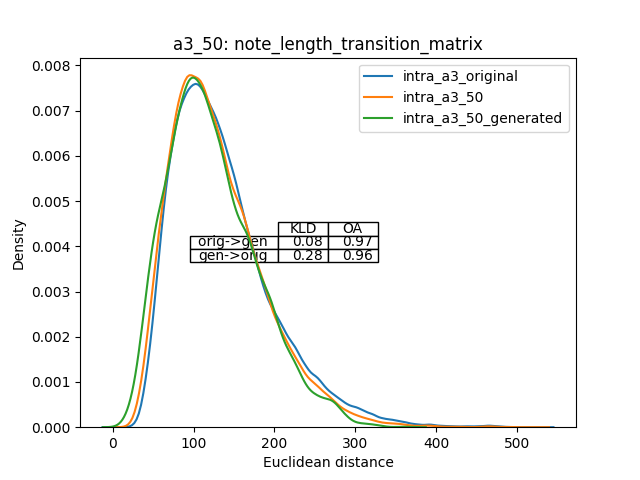 a3_50: note_length_transition_matrix
intra_a3_original
intra_a3_50
intra_a3_50_generated
0.008
0.007
0.006
0.005
0.004
0.003
0.002
0.001
0.000
Density
KLD OA
orig->gen 0.08 0.97
gen->orig 0.28 0.96
0 100 200 300 400 500
Euclidean distance